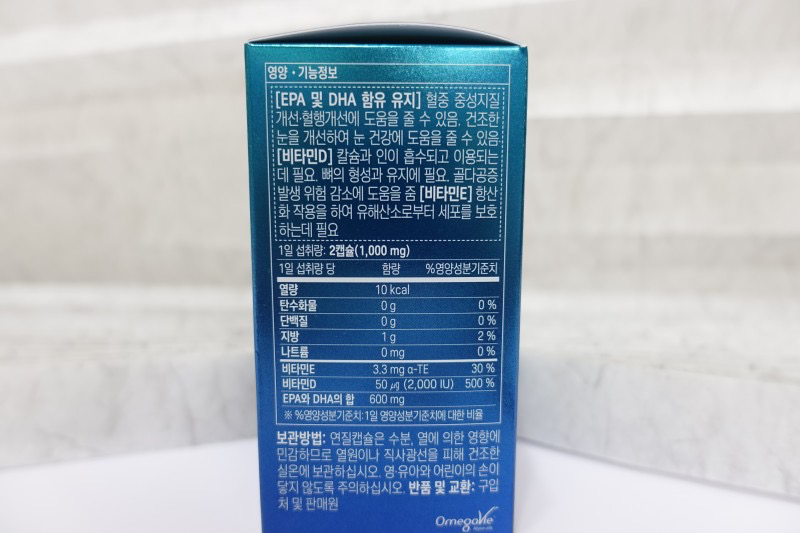 영양·기능정보
[EPA 및 DHA 함유 유지] 혈중 중성지질
개선·혈행개선에 도움을 줄 수 있음. 건조한
눈을 개선하여 눈 건강에 도움을 줄 수 있음
[비타민D] 칼슘과 인이 흡수되고 이용되는
데 필요. 뼈의 형성과 유지에 필요. 골다공증
발생 위험 감소에 도움을 줌 [비타민E] 항산
화 작용을 하여 유해산소로부터 세포를 보호
하는데 필요
1일 섭취량: 2캡슐(1,000 mg)
1일 섭취량 당 함량 %영양성분기준치
열량 10 kcal
탄수화물 0 g 0 %
단백질 0 g 0 %
지방 1 g 2 %
나트륨 0 mg 0 %
비타민E 3.3 mg α-TE 30 %
비타민D 50 ㎍ (2,000 IU) 500 %
EPA와 DHA의 합 600 mg
※ %영양성분기준치: 1일 영양성분기준치에 대한 비율
보관방법: 연질캡슐은 수분, 열에 의한 영향에
민감하므로 열원이나 직사광선을 피해 건조한
실온에 보관하십시오. 영·유아와 어린이의 손이
닿지 않도록 주의하십시오. 반품 및 교환: 구입
처 및 판매원
OmegaVie